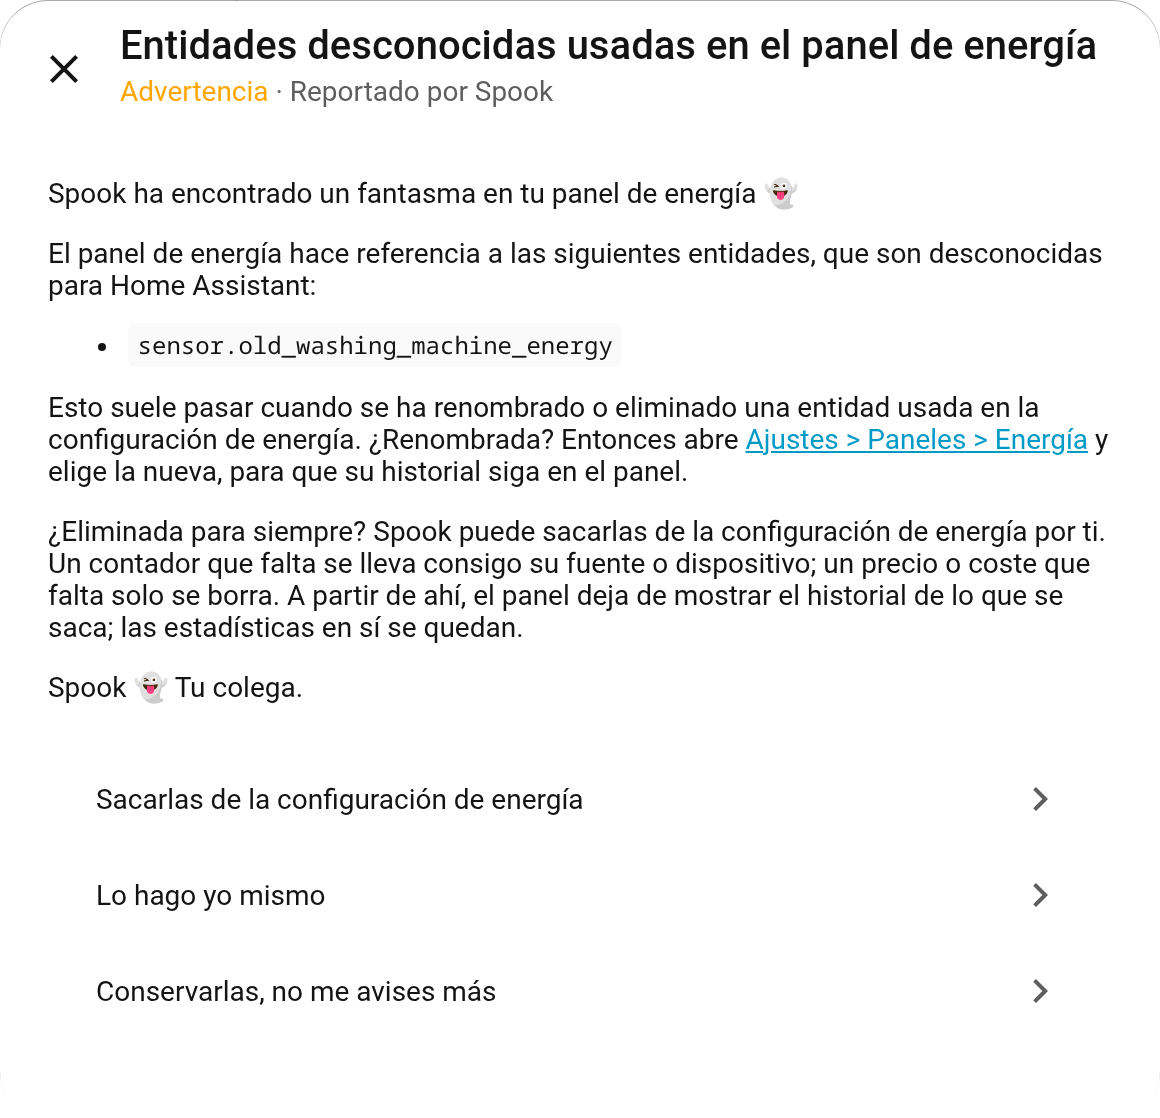 Entidades desconocidas usadas en el panel de energía
Advertencia · Reportado por Spook
Spook ha encontrado un fantasma en tu panel de energía 👻
El panel de energía hace referencia a las siguientes entidades, que son desconocidas
para Home Assistant:
• sensor.old_washing_machine_energy
Esto suele pasar cuando se ha renombrado o eliminado una entidad usada en la
configuración de energía. ¿Renombrada? Entonces abre Ajustes > Paneles > Energía y
elige la nueva, para que su historial siga en el panel.
¿Eliminada para siempre? Spook puede sacarlas de la configuración de energía por ti.
Un contador que falta se lleva consigo su fuente o dispositivo; un precio o coste que
falta solo se borra. A partir de ahí, el panel deja de mostrar el historial de lo que se
saca; las estadísticas en sí se quedan.
Spook 👻 Tu colega.
Sacarlas de la configuración de energía
Lo hago yo mismo
Conservarlas, no me avises más